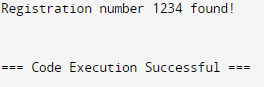 Registration number 1234 found!
=== Code Execution Successful ===